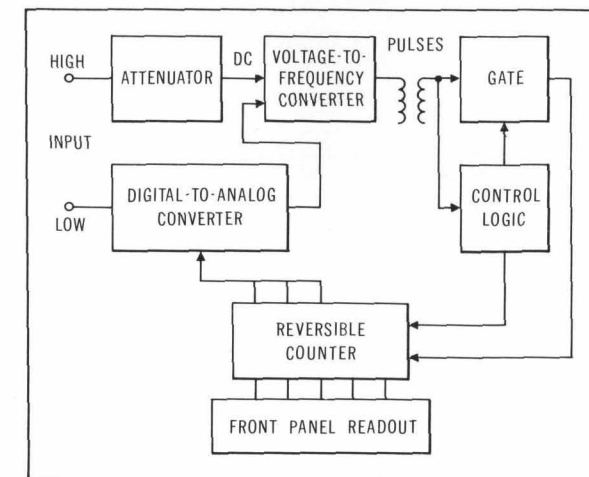 HIGH
ATTENUATOR
DC
VOLTAGE-TO-
FREQUENCY
CONVERTER
PULSES
GATE
INPUT
LOW
DIGITAL-TO-ANALOG
CONVERTER
CONTROL
LOGIC
REVERSIBLE
COUNTER
FRONT PANEL READOUT